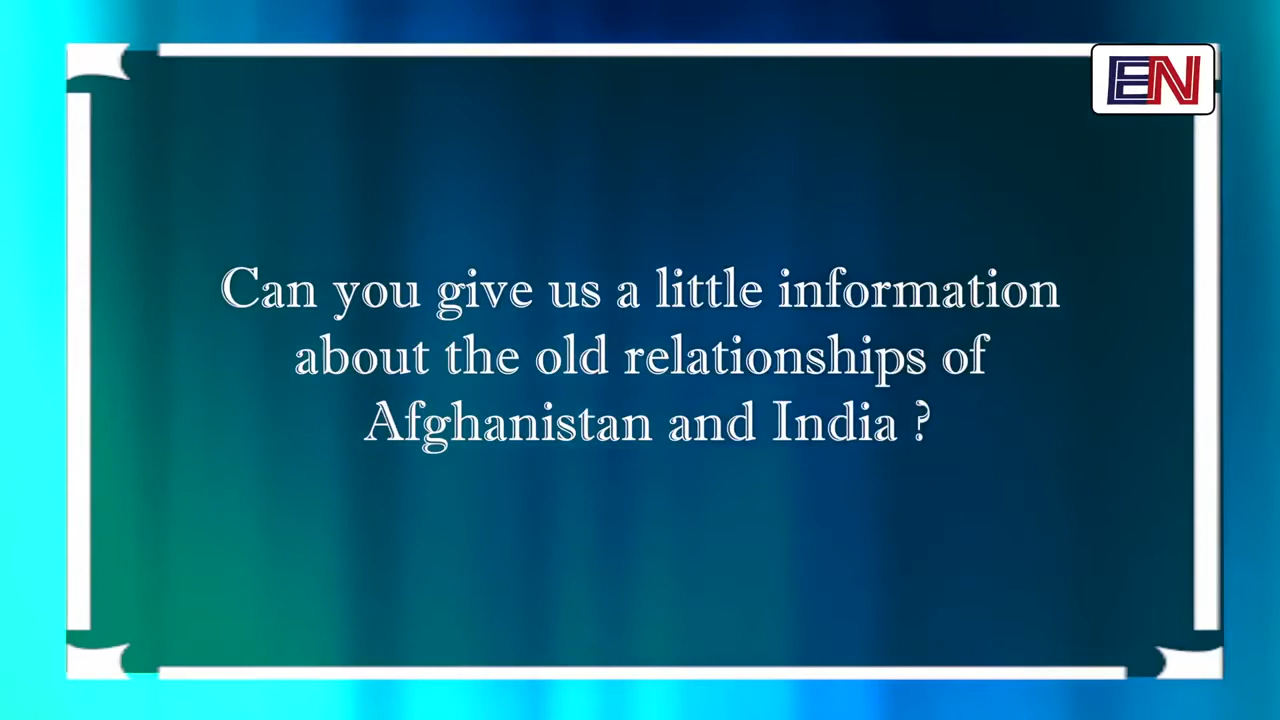 EN
Can you give us a little information
about the old relationships of
Afghanistan and India ?